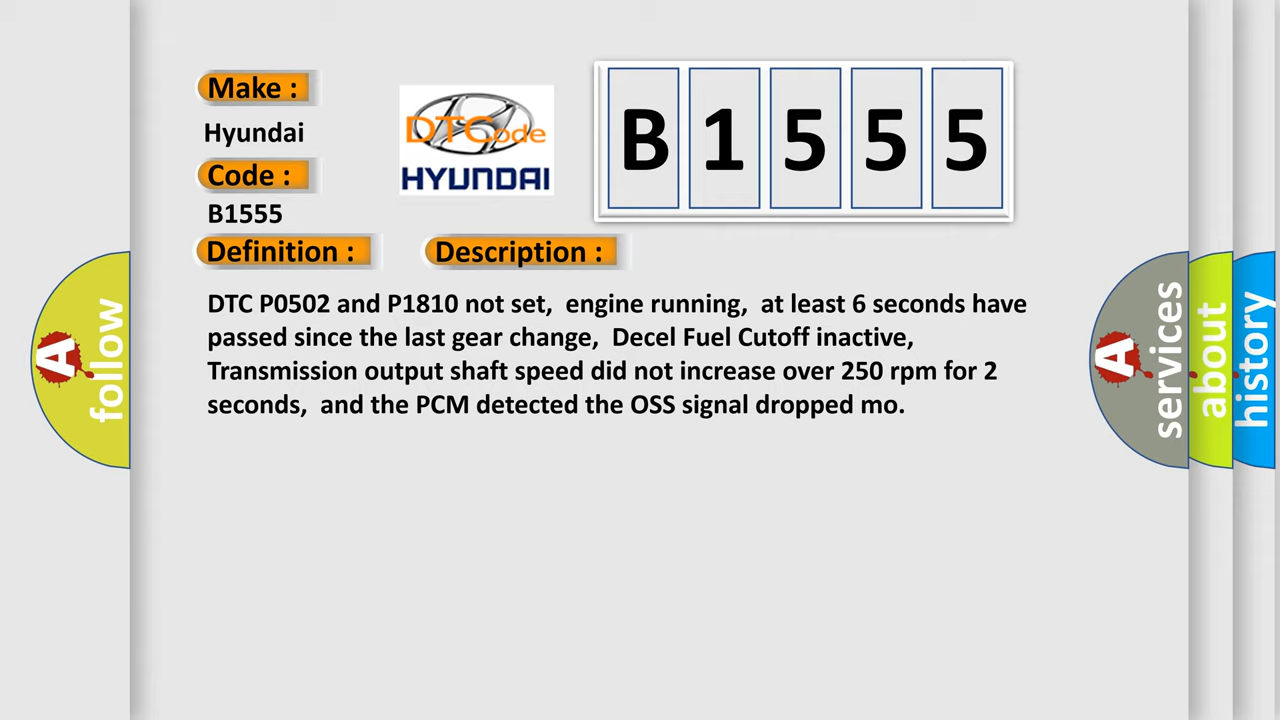 Make :
Hyundai
Code :
B1555
Definition :
Description :
DTC Code
HYUNDAI
B 1 5 5 5
DTC P0502 and P1810 not set, engine running, at least 6 seconds have
passed since the last gear change, Decel Fuel Cutoff inactive,
Transmission output shaft speed did not increase over 250 rpm for 2
seconds, and the PCM detected the OSS signal dropped mo.
A
follow
A
services
about
history